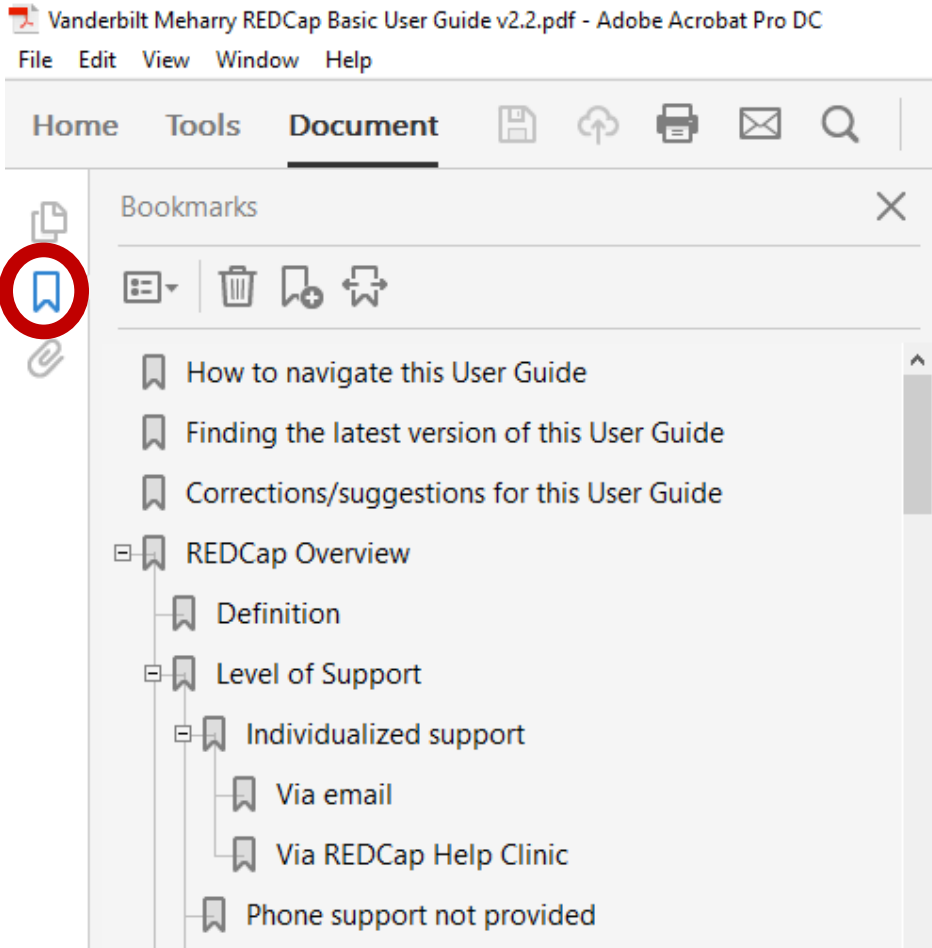 Vanderbilt Meharry REDCap Basic User Guide v2.2.pdf - Adobe Acrobat Pro DC
File Edit View Window Help
Home Tools Document
Bookmarks
How to navigate this User Guide
Finding the latest version of this User Guide
Corrections/suggestions for this User Guide
REDCap Overview
Definition
Level of Support
Individualized support
Via email
Via REDCap Help Clinic
Phone support not provided